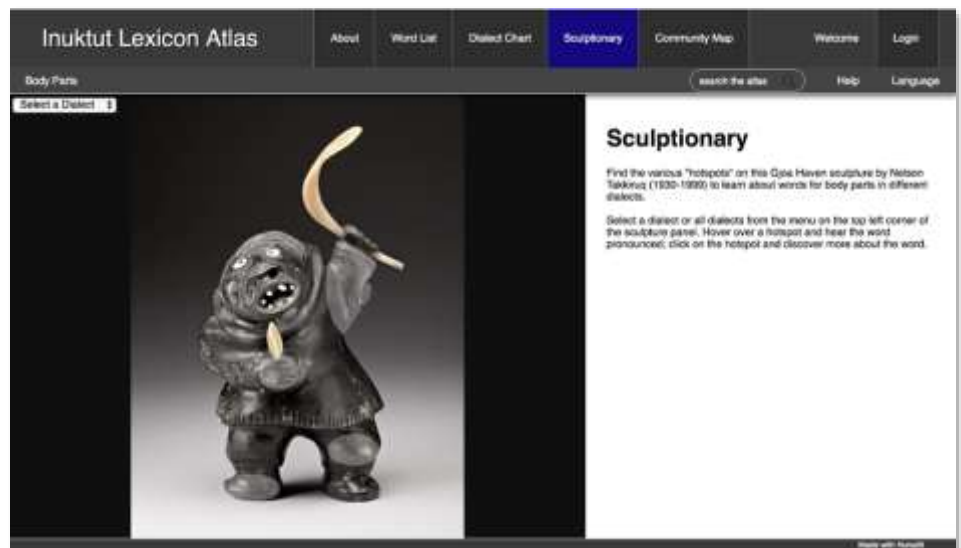 Inuktut Lexicon Atlas
About
Word List
Dialect Chart
Sculptionary
Community Map
Welcome
Login
Body Parts
search the atlas
Help
Language
Select a Dialect
Sculptionary
Find the various "hotspots" on this Gjoa Haven sculpture by Nelson
Takkiruq (1930-1999) to learn about words for body parts in different
dialects.
Select a dialect or all dialects from the menu on the top left corner of
the sculpture panel. Hover over a hotspot and hear the word
pronounced; click on the hotspot and discover more about the word.
Made with Nunaliit